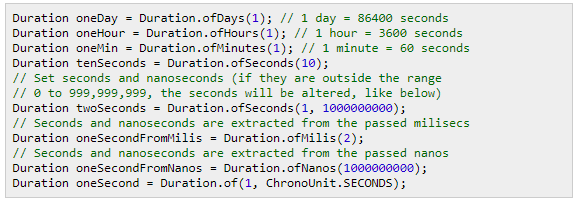 Duration oneDay = Duration.ofDays(1); // 1 day = 86400 seconds
Duration oneHour = Duration.ofHours(1); // 1 hour = 3600 seconds
Duration oneMin = Duration.ofMinutes(1); // 1 minute = 60 seconds
Duration tenSeconds = Duration.ofSeconds(10);
// Set seconds and nanoseconds (if they are outside the range
// 0 to 999,999,999, the seconds will be altered, like below)
Duration twoSeconds = Duration.ofSeconds(1, 1000000000);
// Seconds and nanoseconds are extracted from the passed milisecs
Duration oneSecondFromMilis = Duration.ofMilis(2);
// Seconds and nanoseconds are extracted from the passed nanos
Duration oneSecondFromNanos = Duration.ofNanos(1000000000);
Duration oneSecond = Duration.of(1, ChronoUnit.SECONDS);